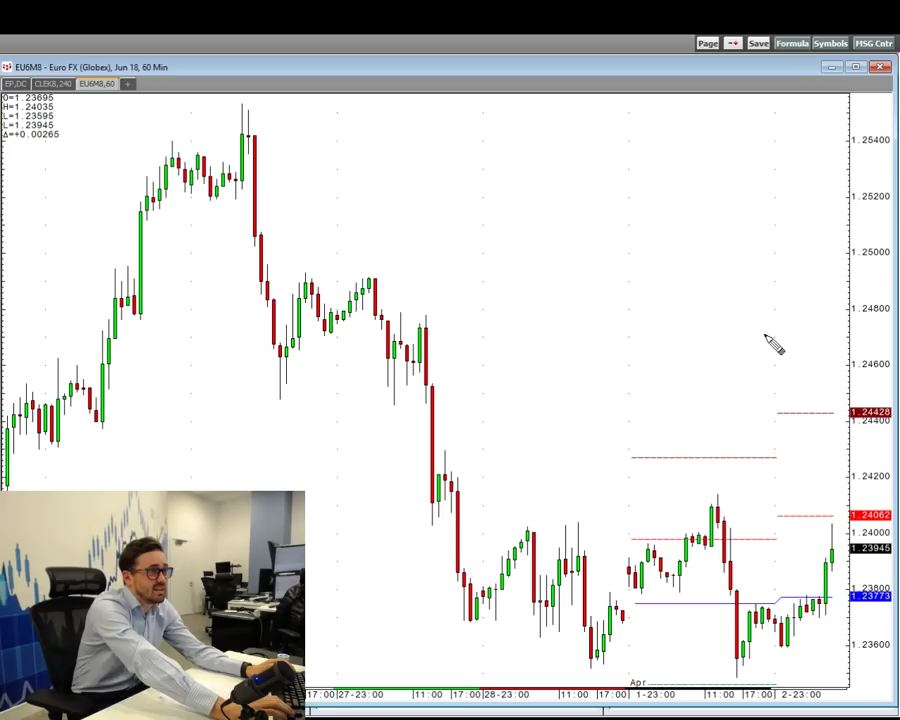 Page
Save
Formula
Symbols
MSG Cntr
EU6M8 - Euro FX (Globex), Jun 18, 60 Min
EP,DC
CLEK8,240
EU6M8,60
+
O=1.23695
H=1.24035
L=1.23595
L=1.23945
Δ=+0.00265
1.25400
1.25200
1.25000
1.24800
1.24600
1.24428
1.24400
1.24200
1.24062
1.24000
1.23945
1.23800
1.23773
1.23600
Apr
17:00
27-23:00
11:00
17:00
28-23:00
11:00
17:00
1-23:00
11:00
17:00
2-23:00